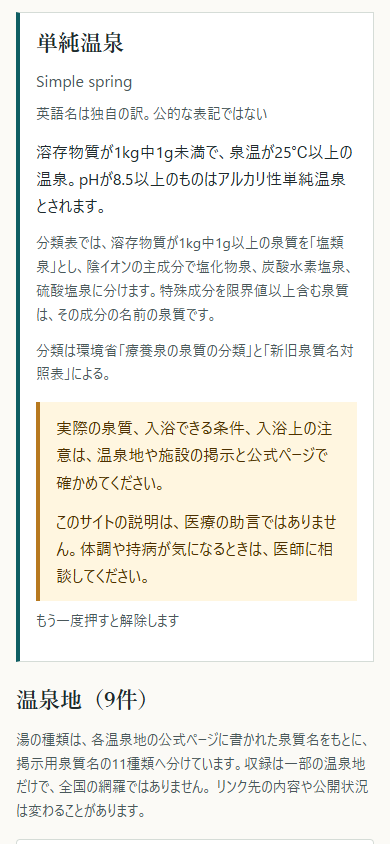 単純温泉
Simple spring
英語名は独自の訳。公的な表記ではない
溶存物質が1kg中1g未満で、泉温が25℃以上の
温泉。pHが8.5以上のものはアルカリ性単純温泉
とされます。
分類表では、溶存物質が1kg中1g以上の泉質を「塩類
泉」とし、陰イオンの主成分で塩化物泉、炭酸水素塩泉、
硫酸塩泉に分けます。特殊成分を限界値以上含む泉質
は、その成分の名前の泉質です。
分類は環境省「療養泉の泉質の分類」と「新旧泉質名対
照表」による。
実際の泉質、入浴できる条件、入浴上の注
意は、温泉地や施設の掲示と公式ページで
確かめてください。
このサイトの説明は、医療の助言ではありませ
ん。体調や持病が気になるときは、医師に相
談してください。
もう一度押すと解除します
温泉地（9件）
湯の種類は、各温泉地の公式ページに書かれた泉質名をもとに、
掲示用泉質名の11種類へ分けています。収録は一部の温泉地
だけで、全国の網羅ではありません。リンク先の内容や公開状況
は変わることがあります。